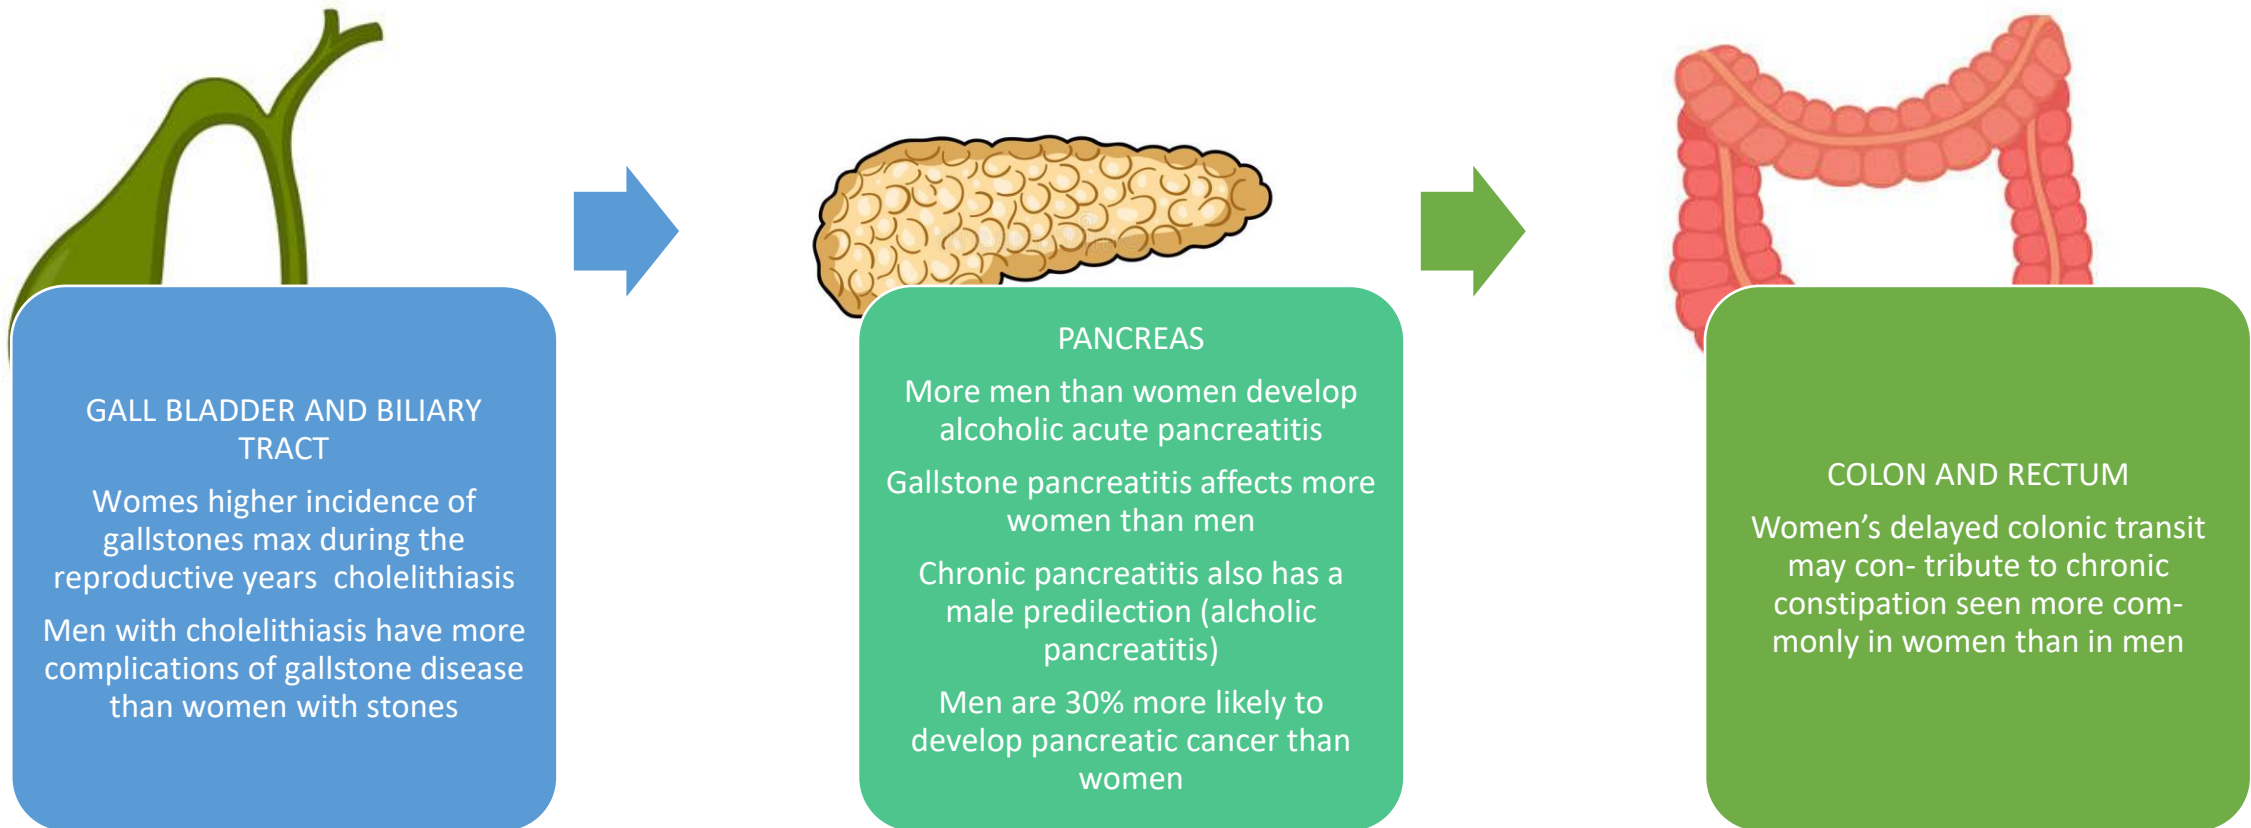 GALL BLADDER AND BILIARY
TRACT
Womes higher incidence of
gallstones max during the
reproductive years  cholelithiasis
Men with cholelithiasis have more
complications of gallstone disease
than women with stones
PANCREAS
More men than women develop
alcoholic acute pancreatitis
Gallstone pancreatitis affects more
women than men
Chronic pancreatitis also has a
male predilection (alcholic
pancreatitis)
Men are 30% more likely to
develop pancreatic cancer than
women
COLON AND RECTUM
Women’s delayed colonic transit
may con- tribute to chronic
constipation seen more com-
monly in women than in men